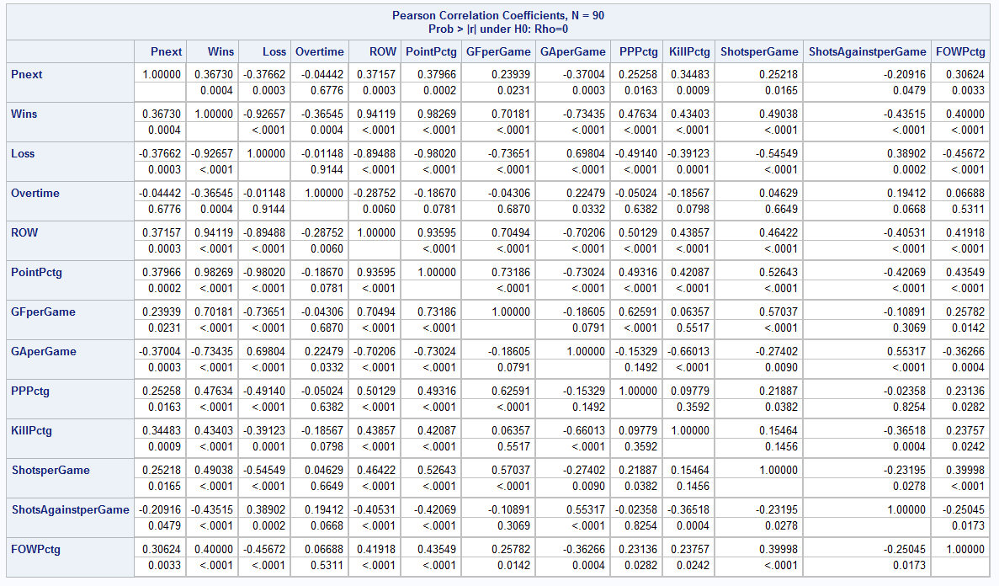 Pearson Correlation Coefficients, N = 90
Prob > |r| under H0: Rho=0
Pnext Wins Loss Overtime ROW PointPctg GFperGame GAperGame PPPctg KillPctg ShotsperGame ShotsAgainstperGame FOWPctg
Pnext 1.00000 0.36730 -0.37662 -0.04442 0.37157 0.37966 0.23939 -0.37004 0.25258 0.34483 0.25218 -0.20916 0.30624
0.0004 0.0003 0.6776 0.0003 0.0002 0.0231 0.0003 0.0163 0.0009 0.0165 0.0479 0.0033
Wins 0.36730 1.00000 -0.92657 -0.36545 0.94119 0.98269 0.70181 -0.73435 0.47634 0.43403 0.49038 -0.43515 0.40000
0.0004 <.0001 0.0004 <.0001 <.0001 <.0001 <.0001 <.0001 <.0001 <.0001 <.0001 <.0001
Loss -0.37662 -0.92657 1.00000 -0.01148 -0.89488 -0.98020 -0.73651 0.69804 -0.49140 -0.39123 -0.54549 0.38902 -0.45672
0.0003 <.0001 0.9144 <.0001 <.0001 <.0001 <.0001 <.0001 0.0001 <.0001 0.0002 <.0001
Overtime -0.04442 -0.36545 -0.01148 1.00000 -0.28752 -0.18670 -0.04306 0.22479 -0.05024 -0.18567 0.04629 0.19412 0.06688
0.6776 0.0004 0.9144 0.0060 0.0781 0.6870 0.0332 0.6382 0.0798 0.6649 0.0668 0.5311
ROW 0.37157 0.94119 -0.89488 -0.28752 1.00000 0.93595 0.70494 -0.70206 0.50129 0.43857 0.46422 -0.40531 0.41918
0.0003 <.0001 <.0001 0.0060 <.0001 <.0001 <.0001 <.0001 <.0001 <.0001 <.0001 <.0001
PointPctg 0.37966 0.98269 -0.98020 -0.18670 0.93595 1.00000 0.73186 -0.73024 0.49316 0.42087 0.52643 -0.42069 0.43549
0.0002 <.0001 <.0001 0.0781 <.0001 <.0001 <.0001 <.0001 <.0001 <.0001 <.0001 <.0001
GFperGame 0.23939 0.70181 -0.73651 -0.04306 0.70494 0.73186 1.00000 -0.18605 0.62591 0.06357 0.57037 -0.10891 0.25782
0.0231 <.0001 <.0001 0.6870 <.0001 <.0001 0.0791 <.0001 0.5517 <.0001 0.3069 0.0142
GAperGame -0.37004 -0.73435 0.69804 0.22479 -0.70206 -0.73024 -0.18605 1.00000 -0.15329 -0.66013 -0.27402 0.55317 -0.36266
0.0003 <.0001 <.0001 0.0332 <.0001 <.0001 0.0791 0.1492 <.0001 0.0090 <.0001 0.0004
PPPctg 0.25258 0.47634 -0.49140 -0.05024 0.50129 0.49316 0.62591 -0.15329 1.00000 0.09779 0.21887 -0.02358 0.23136
0.0163 <.0001 <.0001 0.6382 <.0001 <.0001 <.0001 0.1492 0.3592 0.0382 0.8254 0.0282
KillPctg 0.34483 0.43403 -0.39123 -0.18567 0.43857 0.42087 0.06357 -0.66013 0.09779 1.00000 0.15464 -0.36518 0.23757
0.0009 <.0001 0.0001 0.0798 <.0001 <.0001 0.5517 <.0001 0.3592 0.1456 0.0004 0.0242
ShotsperGame 0.25218 0.49038 -0.54549 0.04629 0.46422 0.52643 0.57037 -0.27402 0.21887 0.15464 1.00000 -0.23195 0.39998
0.0165 <.0001 <.0001 0.6649 <.0001 <.0001 <.0001 0.0090 0.0382 0.1456 0.0278 <.0001
ShotsAgainstperGame -0.20916 -0.43515 0.38902 0.19412 -0.40531 -0.42069 -0.10891 0.55317 -0.02358 -0.36518 -0.23195 1.00000 -0.25045
0.0479 <.0001 0.0002 0.0668 <.0001 <.0001 0.3069 <.0001 0.8254 0.0004 0.0278 0.0173
FOWPctg 0.30624 0.40000 -0.45672 0.06688 0.41918 0.43549 0.25782 -0.36266 0.23136 0.23757 0.39998 -0.25045 1.00000
0.0033 <.0001 <.0001 0.5311 <.0001 <.0001 0.0142 0.0004 0.0282 0.0242 <.0001 0.0173